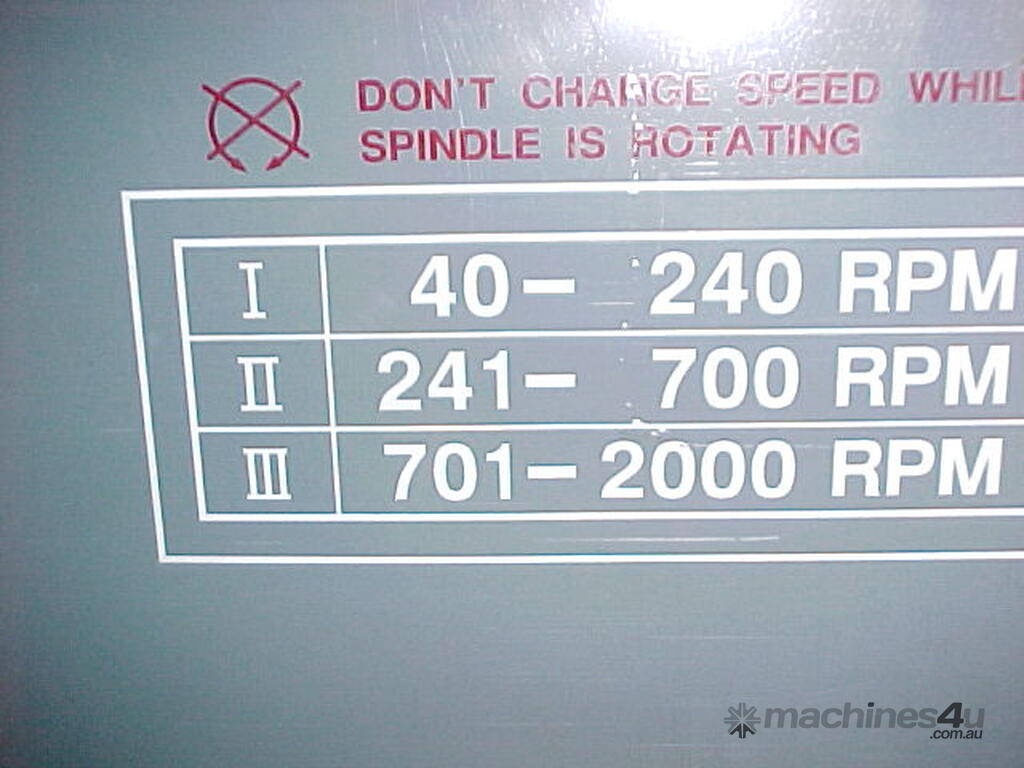 DON'T CHANGE SPEED WHIL
SPINDLE IS ROTATING
I 40- 240 RPM
II 241- 700 RPM
III 701-2000 RPM
machines4u
.com.au